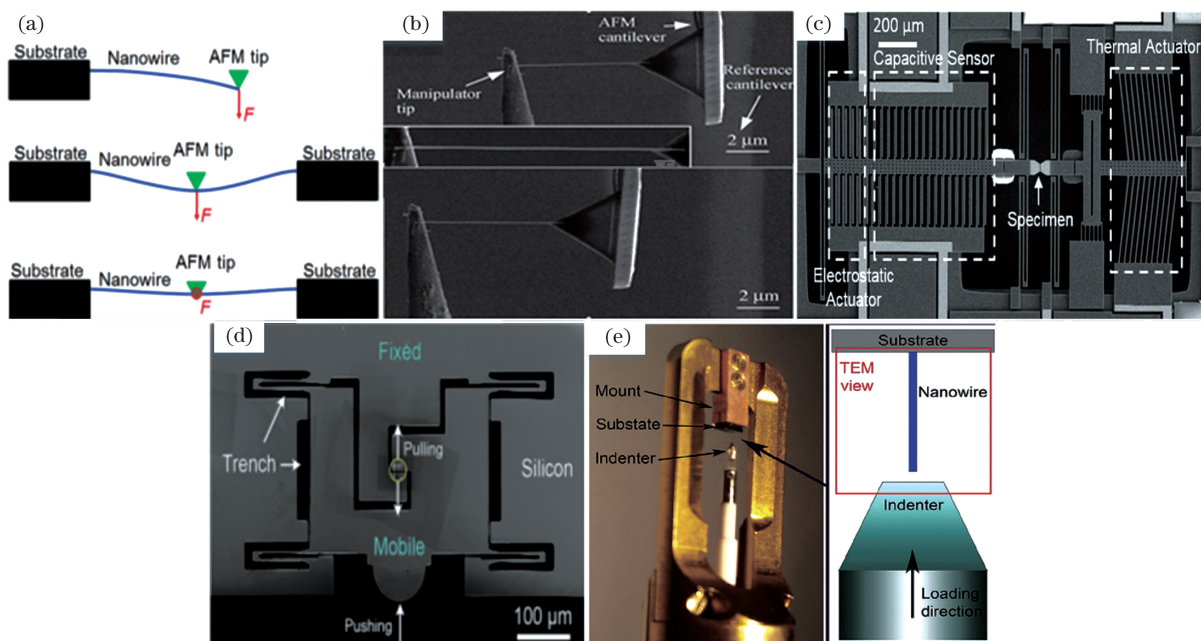 (a)
Substrate
Nanowire
AFM tip
F
Substrate
Nanowire
AFM tip
Substrate
F
Substrate
Nanowire
AFM tip
Substrate
F
(b)
AFM
cantilever
Manipulator
tip
Reference
cantilever
2 μm
2 μm
(c)
200 μm
Capacitive Sensor
Thermal Actuator
Specimen
Electrostatic
Actuator
(d)
Fixed
Pulling
Trench
Silicon
Mobile
Pushing
100 μm
(e)
Mount
Substate
Indenter
Substrate
TEM
view
Nanowire
Indenter
Loading
direction